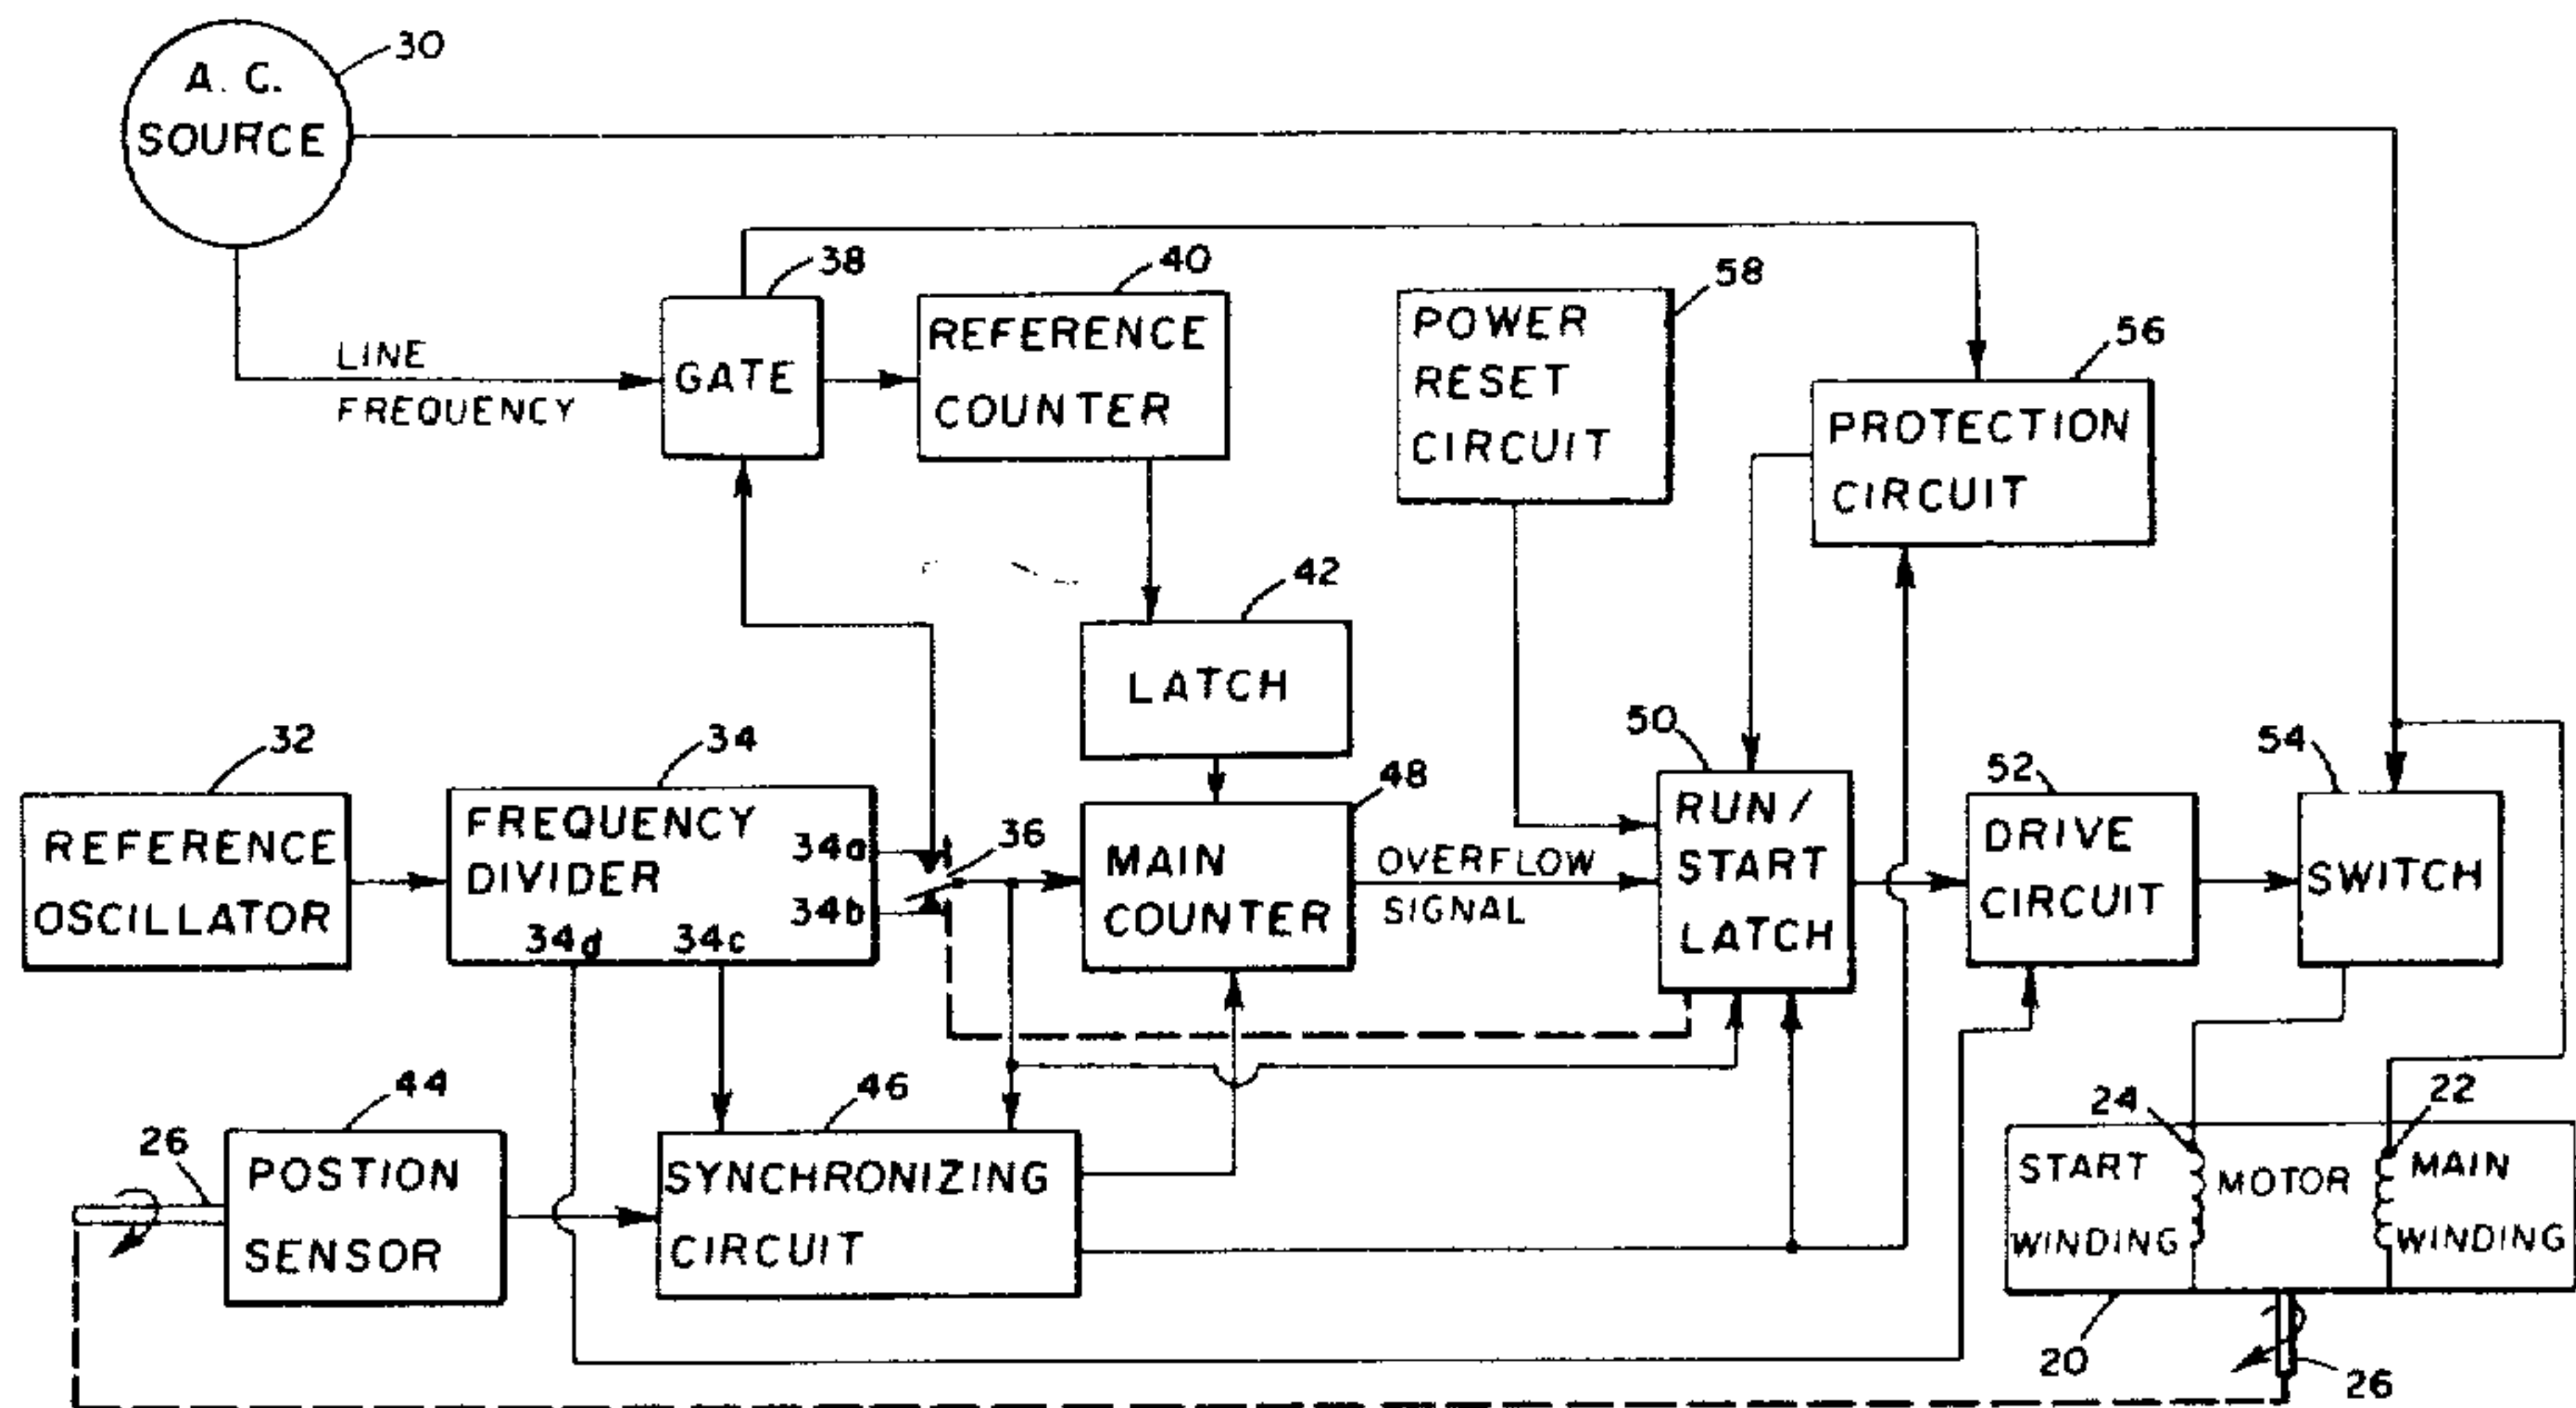 30
A. C.
SOURCE
38
40
58
56
LINE
FREQUENCY
GATE
REFERENCE
COUNTER
POWER
RESET
CIRCUIT
PROTECTION
CIRCUIT
42
LATCH
32
34
50
52
54
48
REFERENCE
OSCILLATOR
FREQUENCY
DIVIDER
34a
34b
34d
34c
36
MAIN
COUNTER
OVERFLOW
SIGNAL
RUN/
START
LATCH
DRIVE
CIRCUIT
SWITCH
26
44
46
24
22
POSTION
SENSOR
SYNCHRONIZING
CIRCUIT
START
WINDING
MOTOR
MAIN
WINDING
20
26